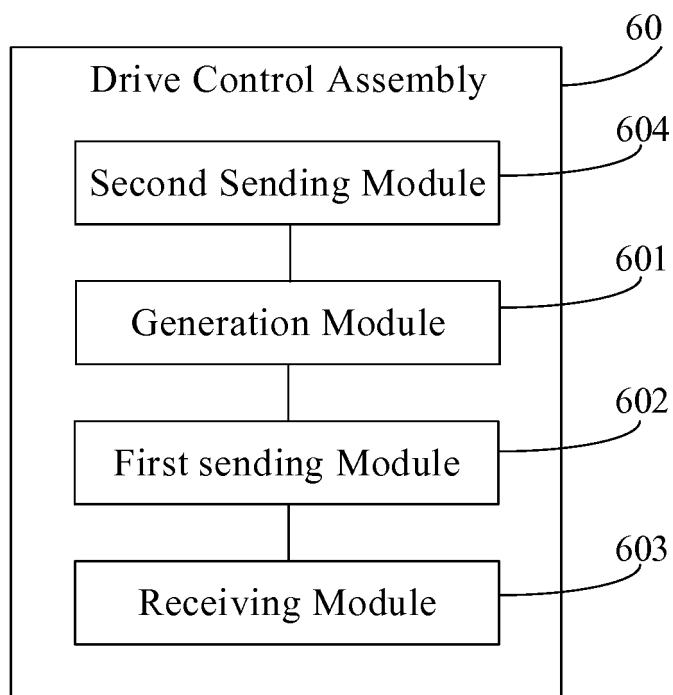 60
Drive Control Assembly
604
Second Sending Module
601
Generation Module
602
First sending Module
603
Receiving Module